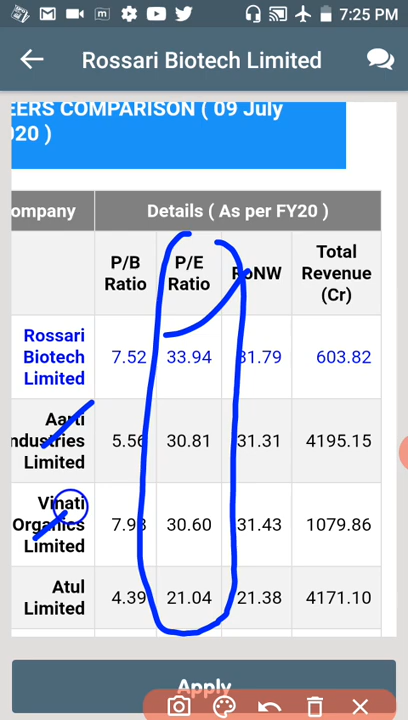 7:25 PM
Rossari Biotech Limited
EERS COMPARISON ( 09 July
020 )
ompany
Details ( As per FY20 )
P/B Ratio
P/E Ratio
RoNW
Total Revenue (Cr)
Rossari Biotech Limited
7.52 33.94 31.79 603.82
Aarti
ndustries
Limited
5.56 30.81 31.31 4195.15
Vinati
Organics
Limited
7.93 30.60 31.43 1079.86
Atul
Limited
4.39 21.04 21.38 4171.10
Apply